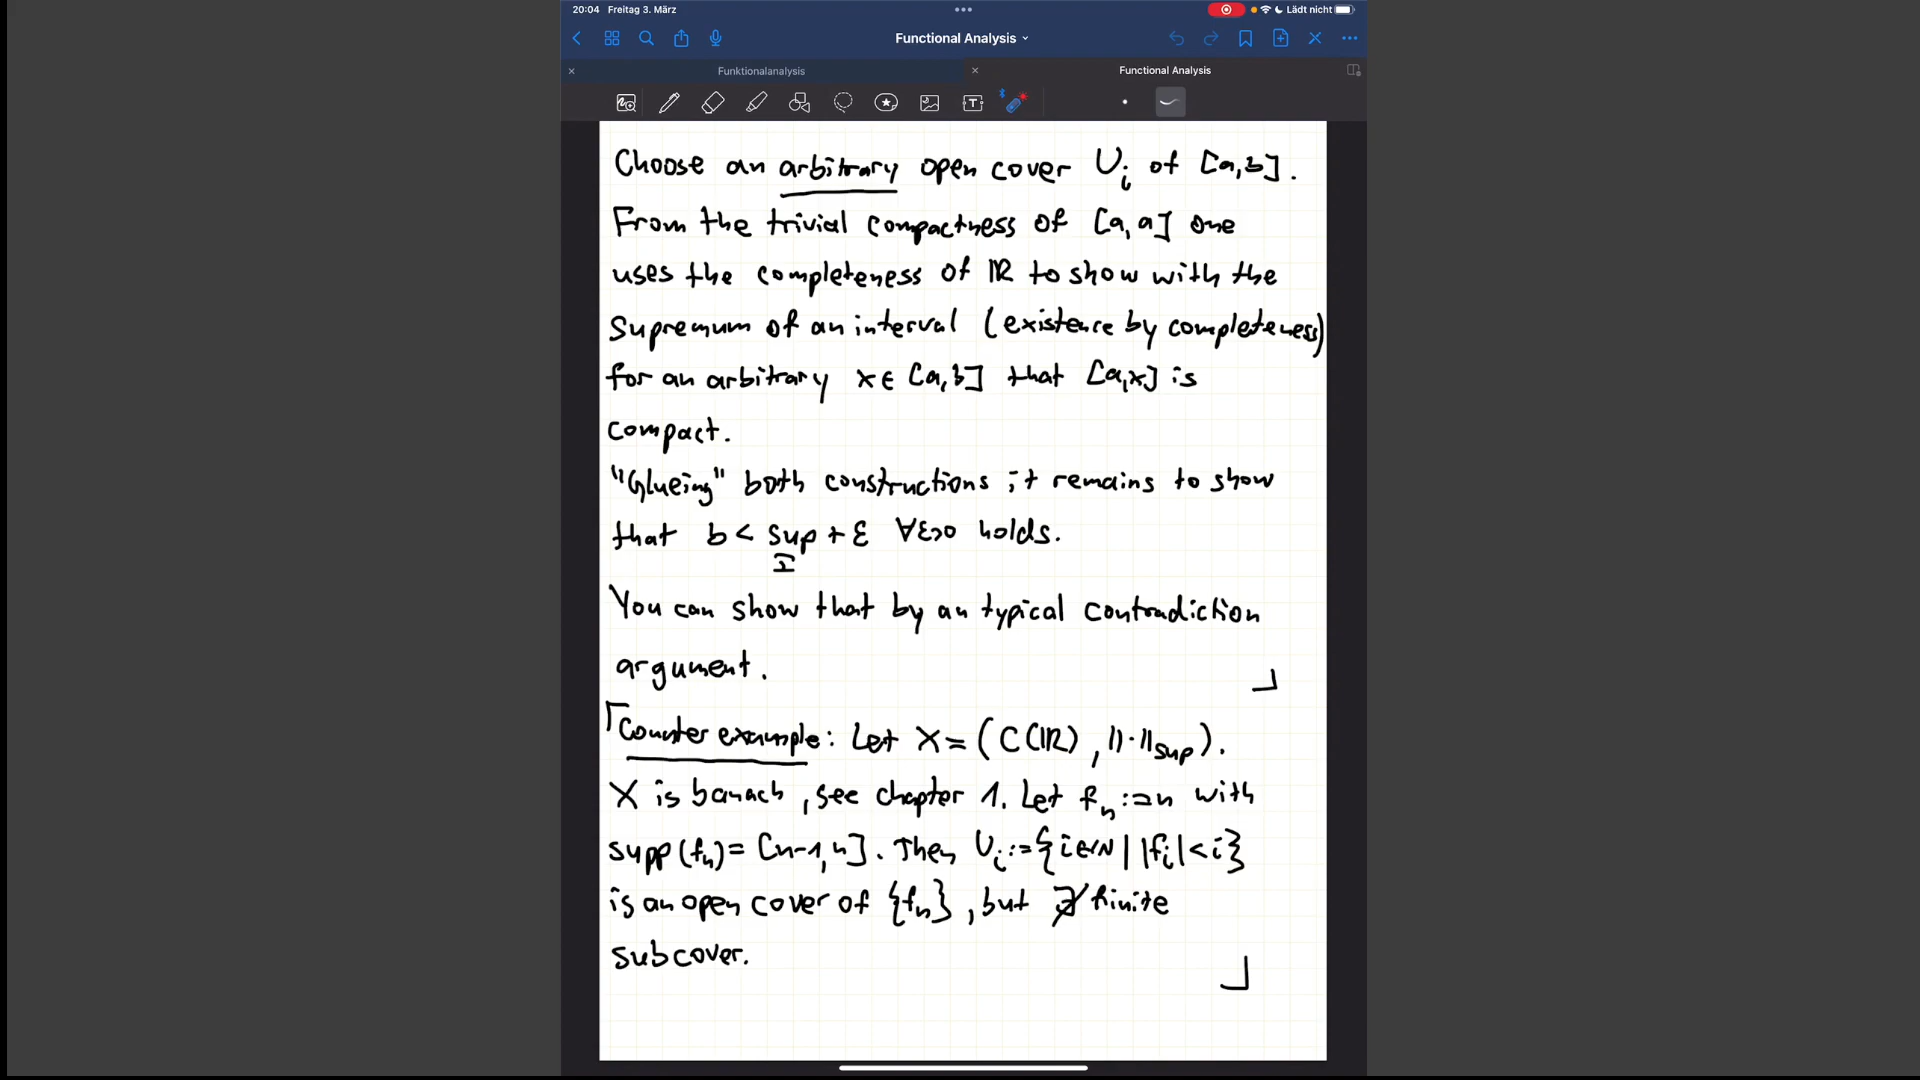 20:04 Freitag 3. März
Lädt nicht
Functional Analysis
Funktionalanalysis
Functional Analysis
Choose an arbitrary open cover U_i of [a,b].
From the trivial compactness of [a,a] one
uses the completeness of ℝ to show with the
supremum of an interval (existence by completeness)
for an arbitrary x ∈ [a,b] that [a,x] is
compact.
"Glueing" both constructions it remains to show
that b < sup_I + ε ∀ε>0 holds.
You can show that by an typical contradiction
argument. ⌟
⌈Counter example: Let X = (C(ℝ), ||·||_sup).
X is banach, see chapter 1. Let f_n := n with
supp(f_n) = [n-1,n]. Then U_i := {i ∈ ℕ | |f_i| < i}
is an open cover of {f_n}, but ∄ finite
subcover. ⌟